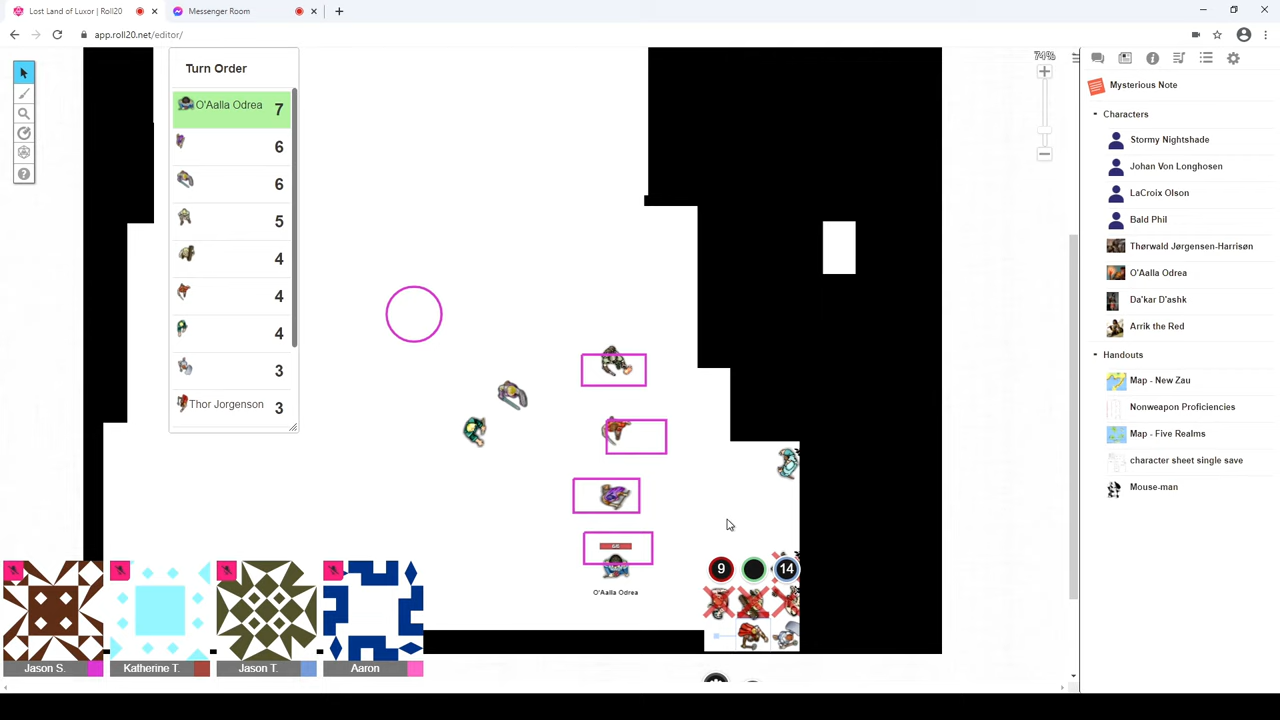 Lost Land of Luxor | Roll20
Messenger Room
app.roll20.net/editor/
Turn Order
O'Aalla Odrea 7
6
6
5
4
4
4
3
Thor Jorgenson 3
74%
Mysterious Note
Characters
Stormy Nightshade
Johan Von Longhosen
LaCroix Olson
Bald Phil
Thørwald Jørgensen-Harrisøn
O'Aalla Odrea
Da'kar D'ashk
Arrik the Red
Handouts
Map - New Zau
Nonweapon Proficiencies
Map - Five Realms
character sheet single save
Mouse-man
9
14
O'Aalla Odrea
Jason S.
Katherine T.
Jason T.
Aaron